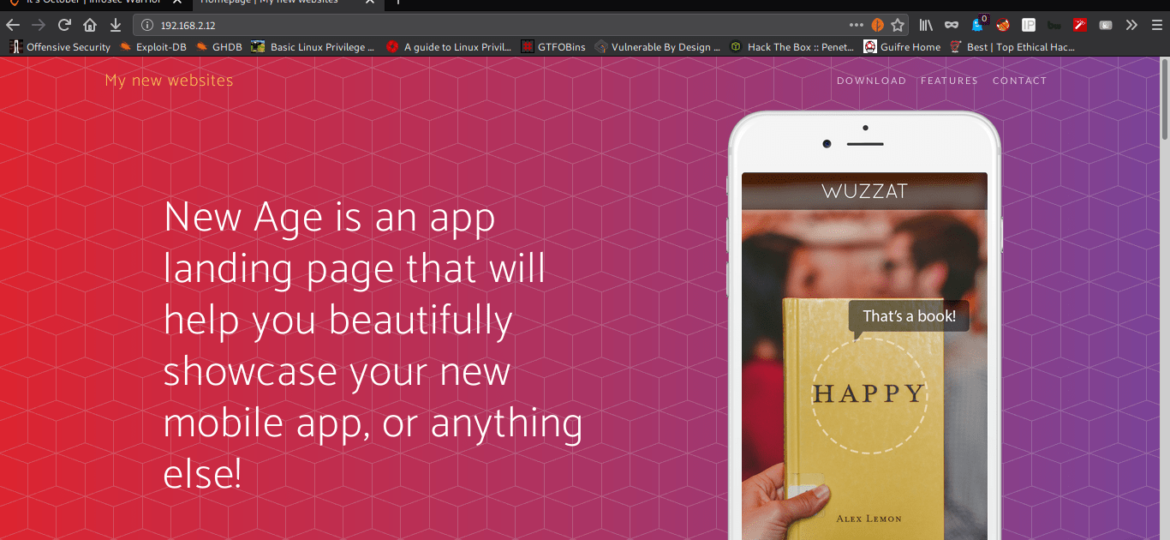 It's October | Infosec Warrior
Homepage | My new websites
192.168.2.12
0
IP
Offensive Security
Exploit-DB
GHDB
Basic Linux Privilege ...
A guide to Linux Privil...
GTFOBins
Vulnerable By Design ...
Hack The Box :: Penet...
Guifre Home
Best | Top Ethical Hac...
My new websites
DOWNLOAD FEATURES CONTACT
New Age is an app
landing page that will
help you beautifully
showcase your new
mobile app, or anything
else!
WUZZAT
That's a book!
HAPPY
ALEX LEMON